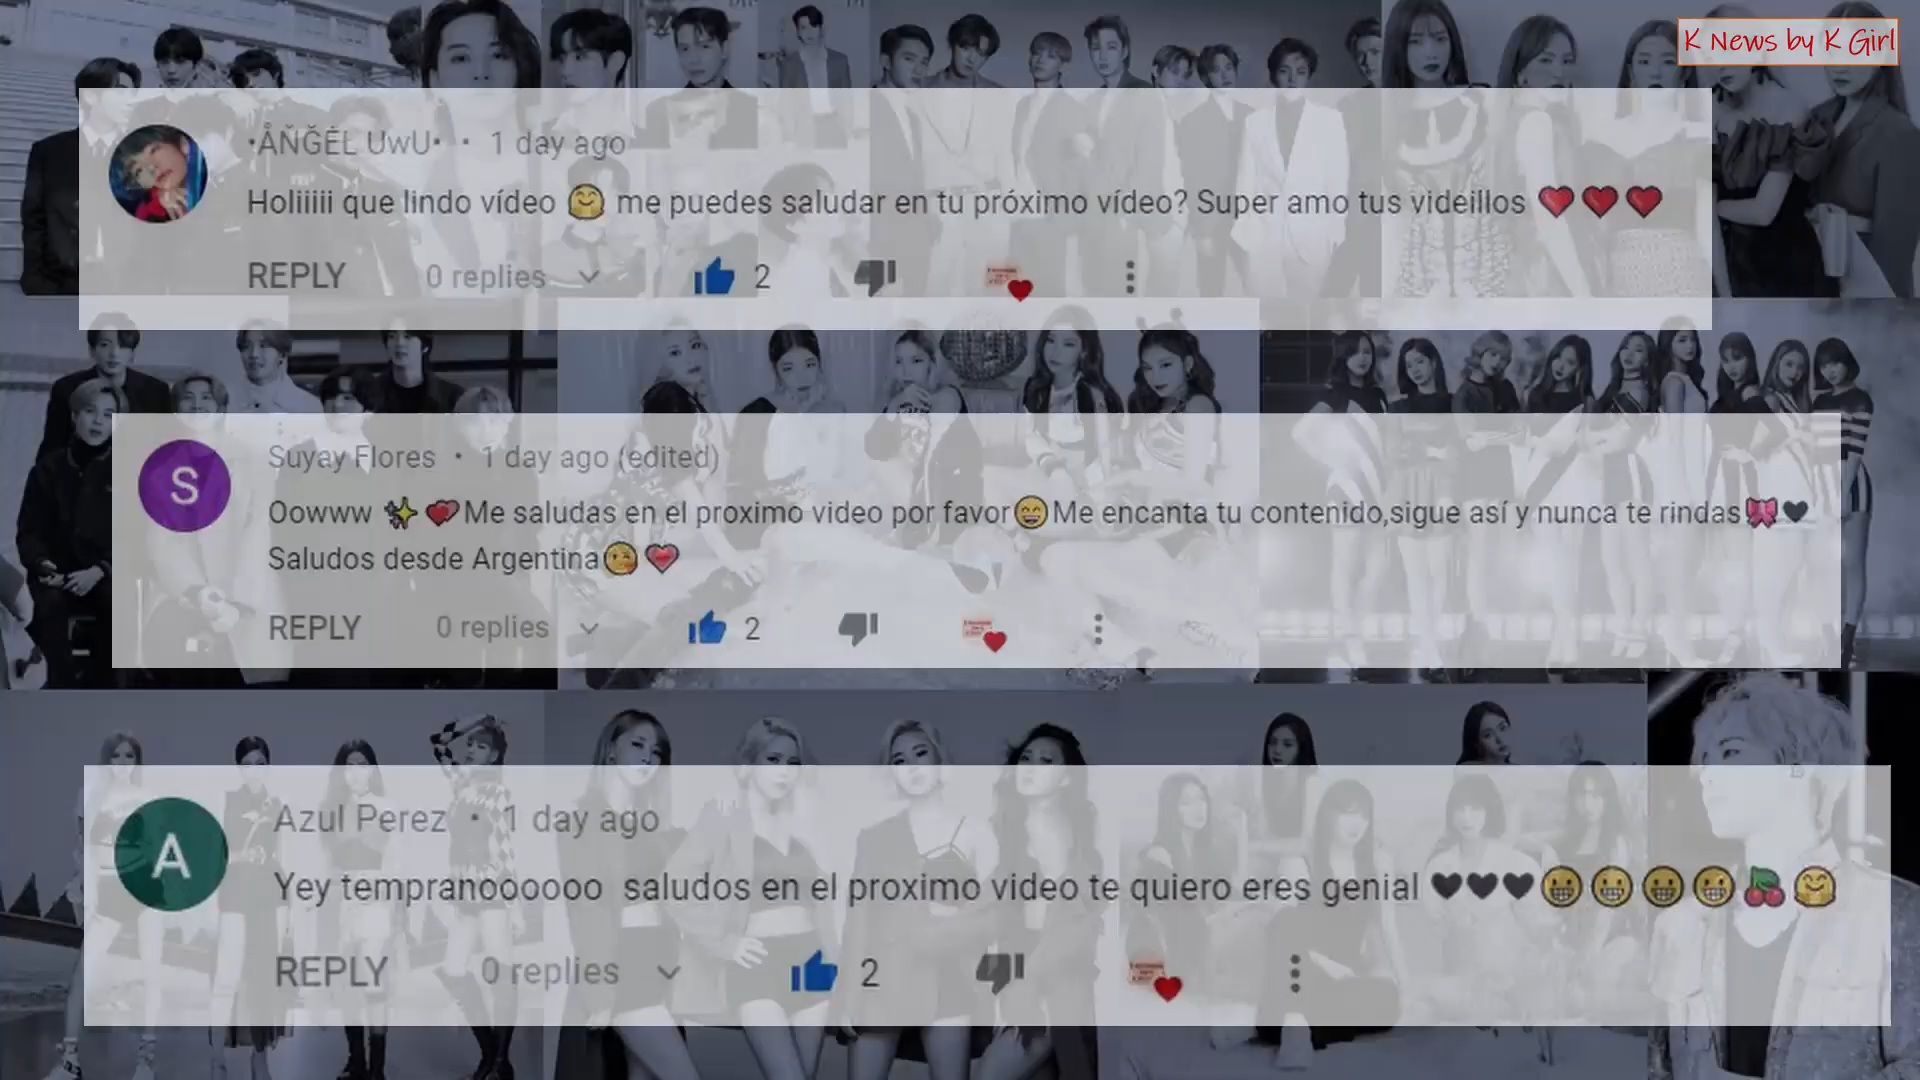 K News by K Girl
•ÅŇĞĖĿ UwU• • 1 day ago
Holiiiii que lindo vídeo 🤗 me puedes saludar en tu próximo vídeo? Super amo tus videillos ❤️❤️❤️
REPLY 0 replies 2
Suyay Flores • 1 day ago (edited)
Oowww ✨💕Me saludas en el proximo video por favor😄Me encanta tu contenido,sigue así y nunca te rindas🎀🖤
Saludos desde Argentina😘💗
REPLY 0 replies 2
Azul Perez • 1 day ago
Yey tempranoooooo saludos en el proximo video te quiero eres genial 🖤🖤🖤😀😀😀😀🍒🤗
REPLY 0 replies 2